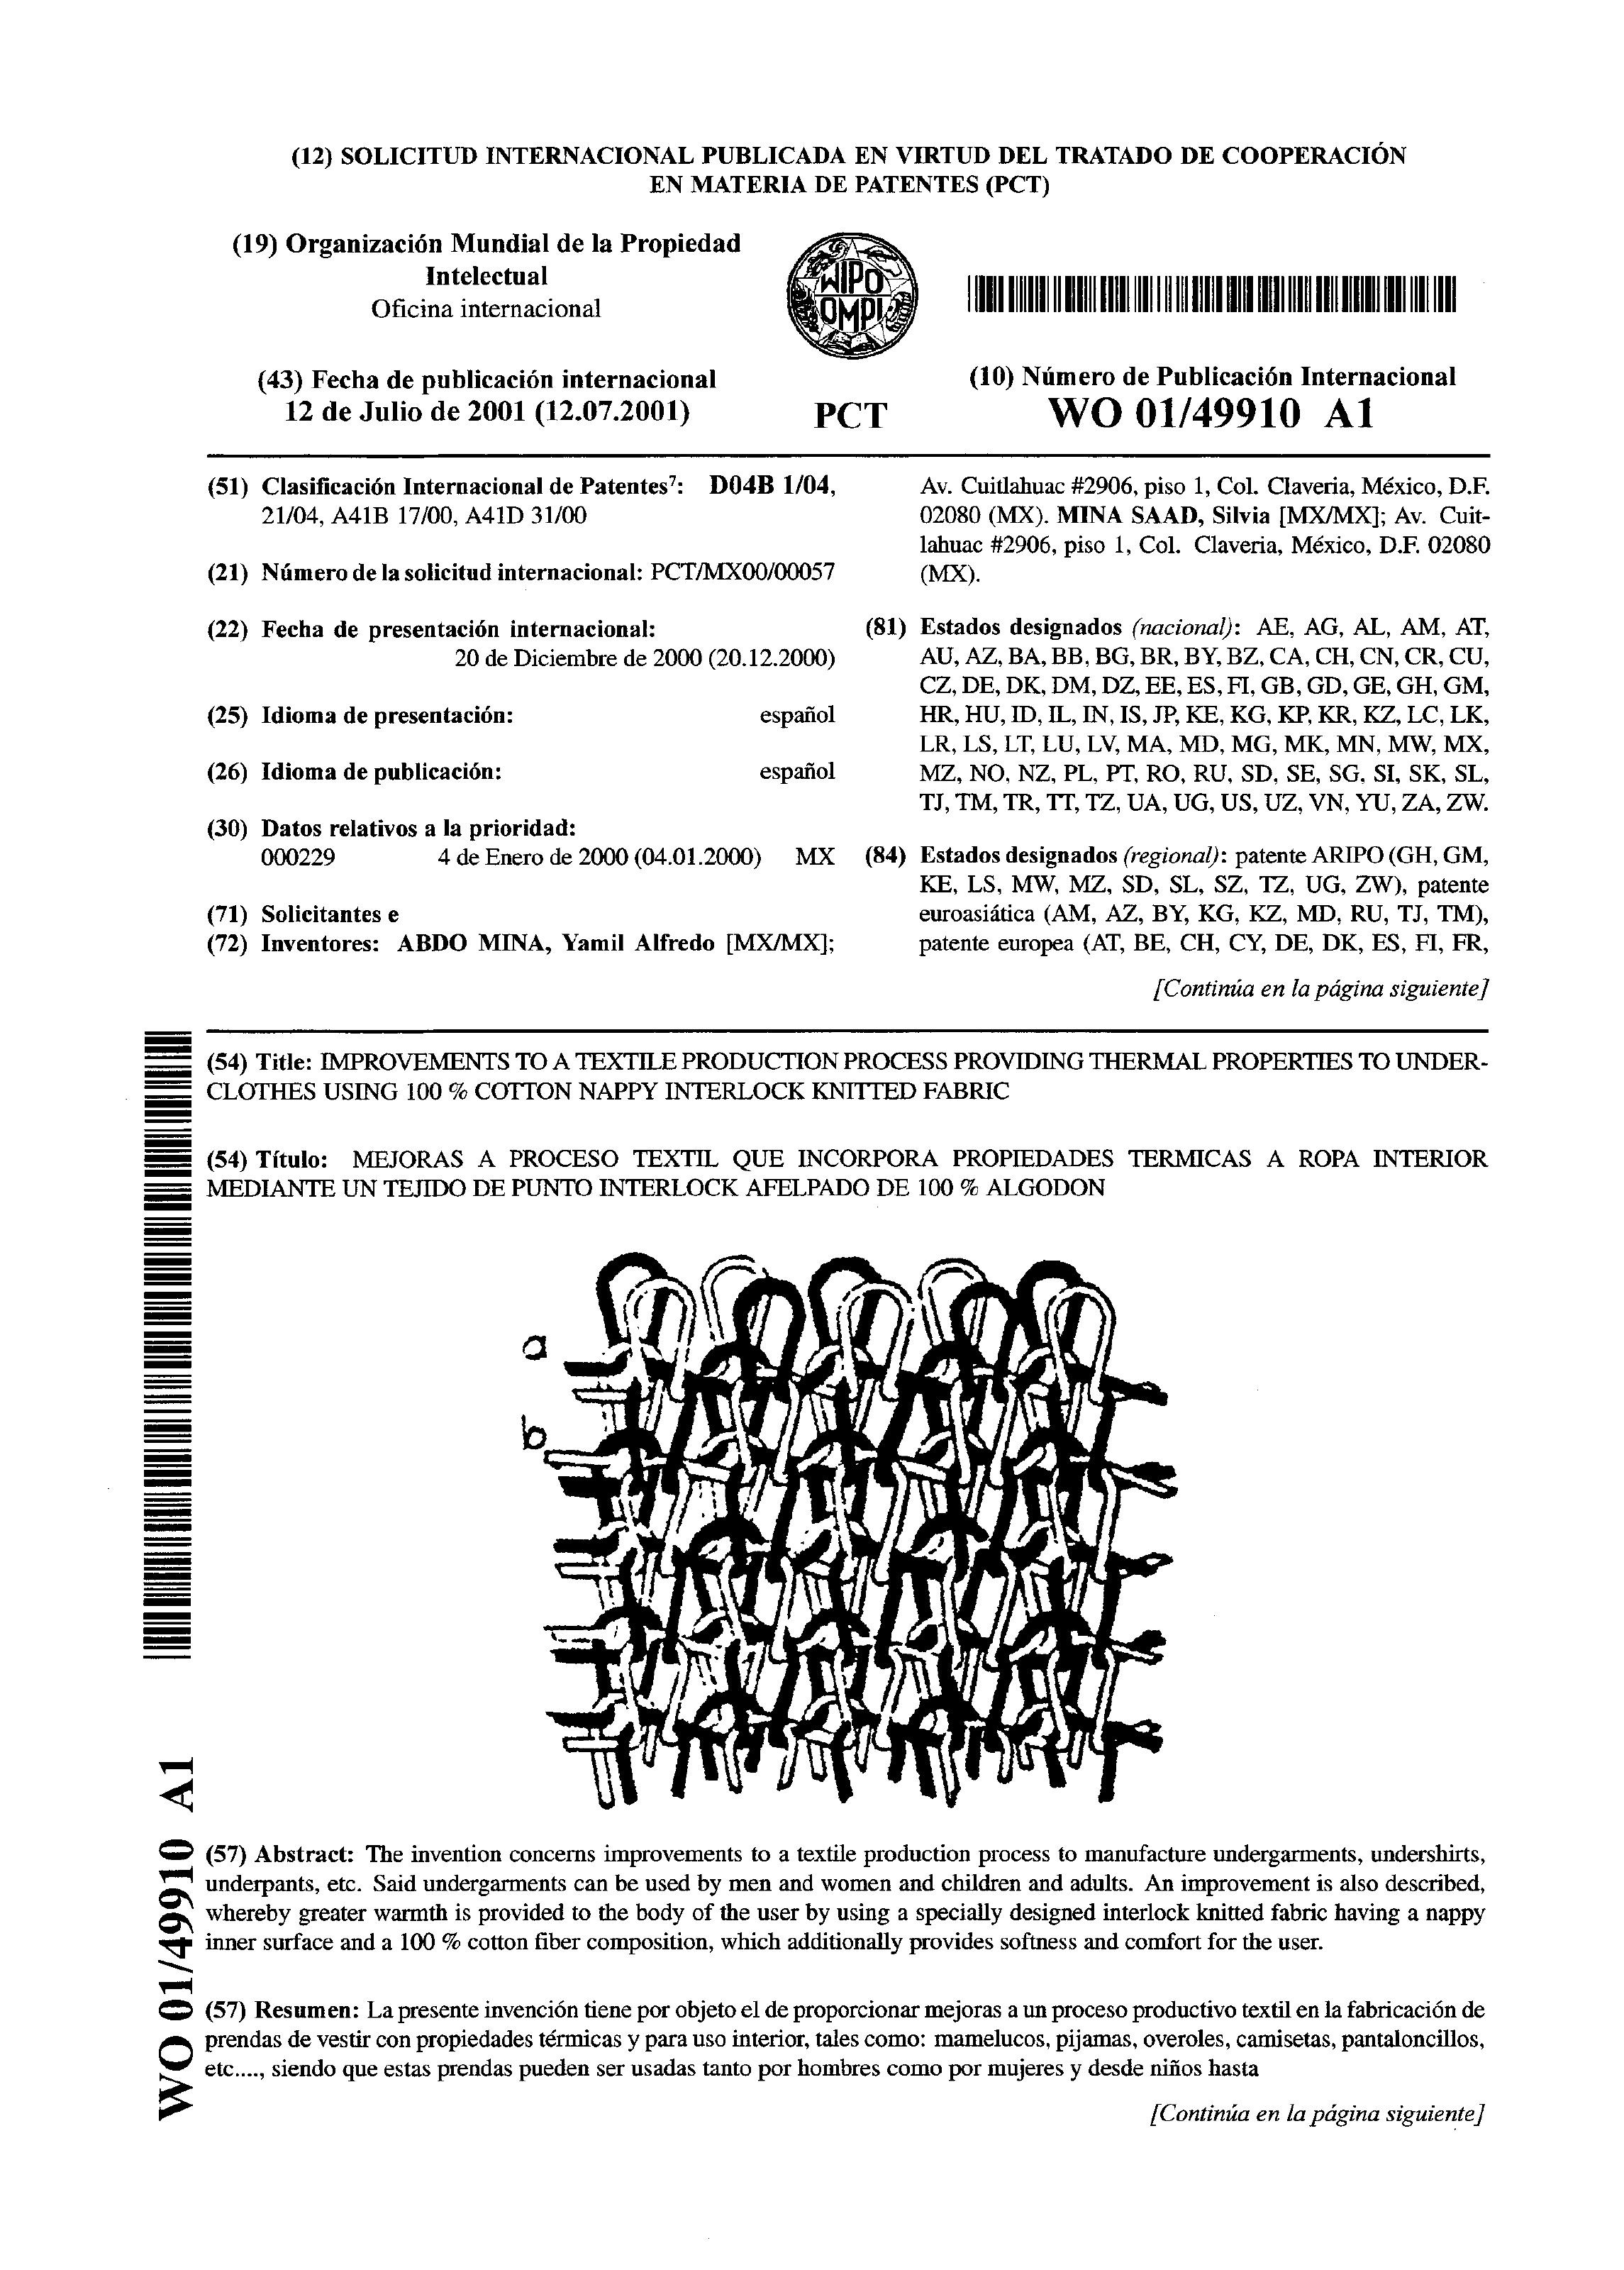 (12) SOLICITUD INTERNACIONAL PUBLICADA EN VIRTUD DEL TRATADO DE COOPERACIÓN
EN MATERIA DE PATENTES (PCT)
(19) Organización Mundial de la Propiedad
Intelectual
Oficina internacional
WIPO
OMPI
(43) Fecha de publicación internacional
12 de Julio de 2001 (12.07.2001)
PCT
(10) Número de Publicación Internacional
WO 01/49910 A1
(51) Clasificación Internacional de Patentes7: D04B 1/04,
21/04, A41B 17/00, A41D 31/00
(21) Número de la solicitud internacional: PCT/MX00/00057
(22) Fecha de presentación internacional:
20 de Diciembre de 2000 (20.12.2000)
(25) Idioma de presentación: español
(26) Idioma de publicación: español
(30) Datos relativos a la prioridad:
000229 4 de Enero de 2000 (04.01.2000) MX
(71) Solicitantes e
(72) Inventores: ABDO MINA, Yamil Alfredo [MX/MX];
Av. Cuitlahuac #2906, piso 1, Col. Claveria, México, D.F.
02080 (MX). MINA SAAD, Silvia [MX/MX]; Av. Cuit-
lahuac #2906, piso 1, Col. Claveria, México, D.F. 02080
(MX).
(81) Estados designados (nacional): AE, AG, AL, AM, AT,
AU, AZ, BA, BB, BG, BR, BY, BZ, CA, CH, CN, CR, CU,
CZ, DE, DK, DM, DZ, EE, ES, FI, GB, GD, GE, GH, GM,
HR, HU, ID, IL, IN, IS, JP, KE, KG, KP, KR, KZ, LC, LK,
LR, LS, LT, LU, LV, MA, MD, MG, MK, MN, MW, MX,
MZ, NO, NZ, PL, PT, RO, RU, SD, SE, SG, SI, SK, SL,
TJ, TM, TR, TT, TZ, UA, UG, US, UZ, VN, YU, ZA, ZW.
(84) Estados designados (regional): patente ARIPO (GH, GM,
KE, LS, MW, MZ, SD, SL, SZ, TZ, UG, ZW), patente
euroasiática (AM, AZ, BY, KG, KZ, MD, RU, TJ, TM),
patente europea (AT, BE, CH, CY, DE, DK, ES, FI, FR,
[Continúa en la página siguiente]
(54) Title: IMPROVEMENTS TO A TEXTILE PRODUCTION PROCESS PROVIDING THERMAL PROPERTIES TO UNDER-
CLOTHES USING 100 % COTTON NAPPY INTERLOCK KNITTED FABRIC
(54) Título: MEJORAS A PROCESO TEXTIL QUE INCORPORA PROPIEDADES TERMICAS A ROPA INTERIOR
MEDIANTE UN TEJIDO DE PUNTO INTERLOCK AFELPADO DE 100 % ALGODON
a
b
(57) Abstract: The invention concerns improvements to a textile production process to manufacture undergarments, undershirts,
underpants, etc. Said undergarments can be used by men and women and children and adults. An improvement is also described,
whereby greater warmth is provided to the body of the user by using a specially designed interlock knitted fabric having a nappy
inner surface and a 100 % cotton fiber composition, which additionally provides softness and comfort for the user.
(57) Resumen: La presente invención tiene por objeto el de proporcionar mejoras a un proceso productivo textil en la fabricación de
prendas de vestir con propiedades térmicas y para uso interior, tales como: mamelucos, pijamas, overoles, camisetas, pantaloncillos,
etc...., siendo que estas prendas pueden ser usadas tanto por hombres como por mujeres y desde niños hasta
[Continúa en la página siguiente]
WO 01/49910 A1